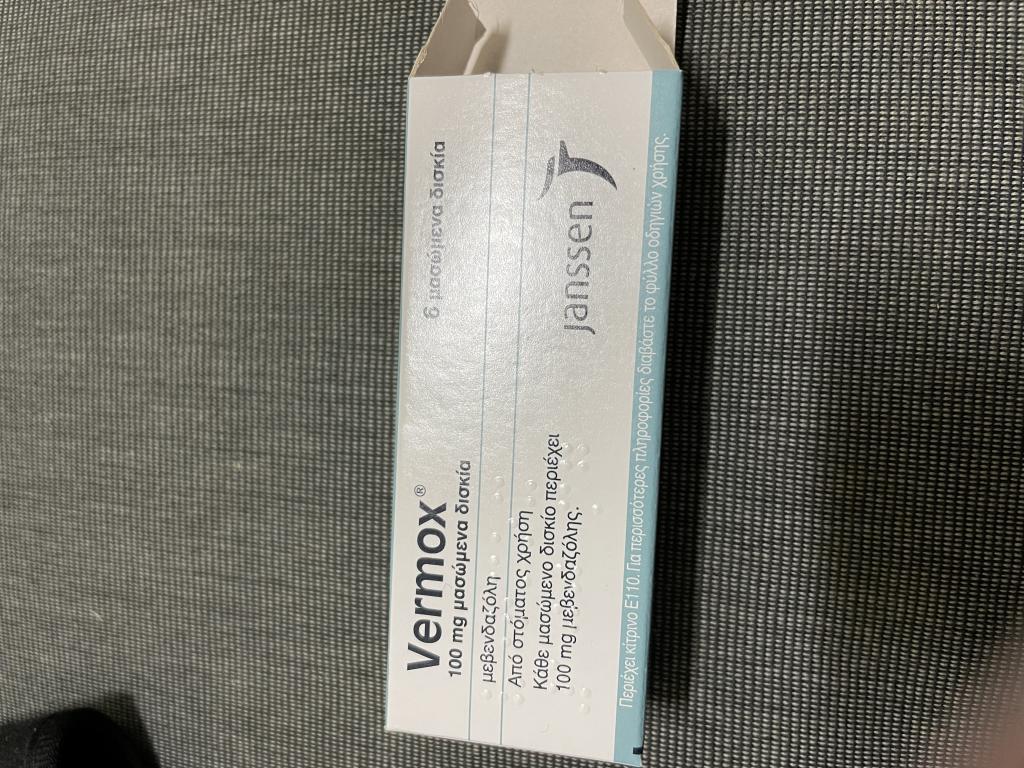 Vermox®
100 mg μασώμενα δισκία
6 μασώμενα δισκία
μεβενδαζόλη
Από στόματος χρήση
Κάθε μασώμενο δισκίο περιέχει
100 mg μεβενδαζόλης.
janssen
Περιέχει κίτρινο E110. Για περισσότερες πληροφορίες διαβάστε το φύλλο οδηγιών χρήσης.